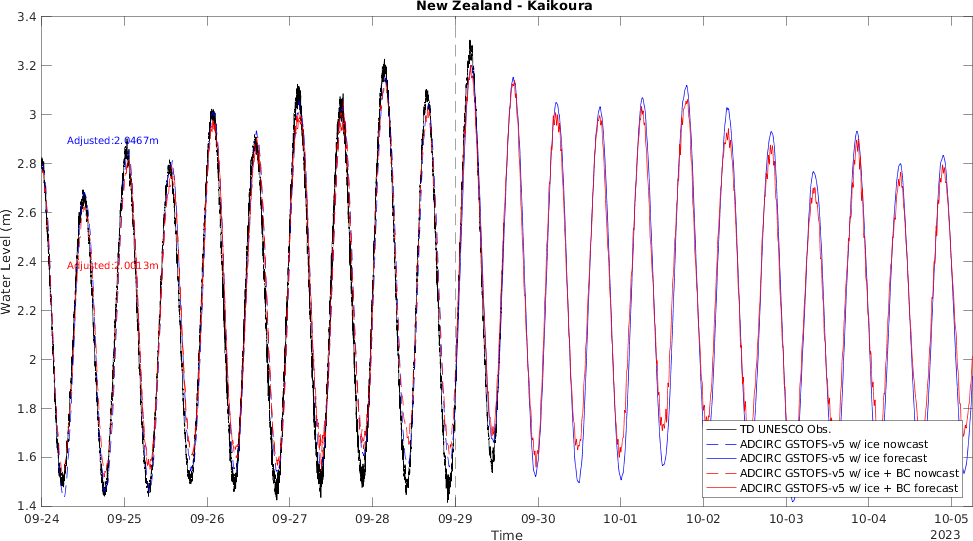 New Zealand - Kaikoura
Water Level (m)
3.4
3.2
3
2.8
2.6
2.4
2.2
2
1.8
1.6
1.4
Adjusted:2.0467m
Adjusted:2.0013m
TD UNESCO Obs.
ADCIRC GSTOFS-v5 w/ ice nowcast
ADCIRC GSTOFS-v5 w/ ice forecast
ADCIRC GSTOFS-v5 w/ ice + BC nowcast
ADCIRC GSTOFS-v5 w/ ice + BC forecast
09-24 09-25 09-26 09-27 09-28 09-29 09-30 10-01 10-02 10-03 10-04 10-05
Time
2023